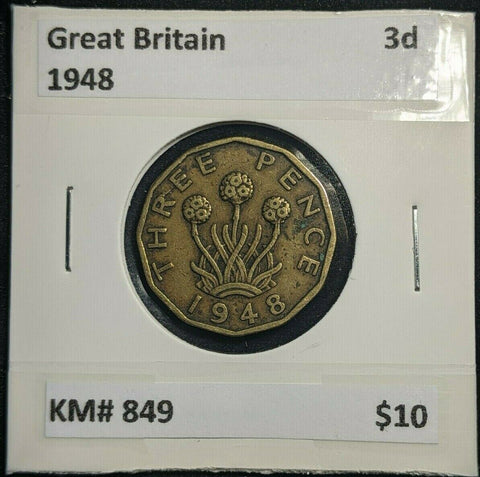 Great Britain 3d
1948
THREE PENCE
1948
KM# 849 $10